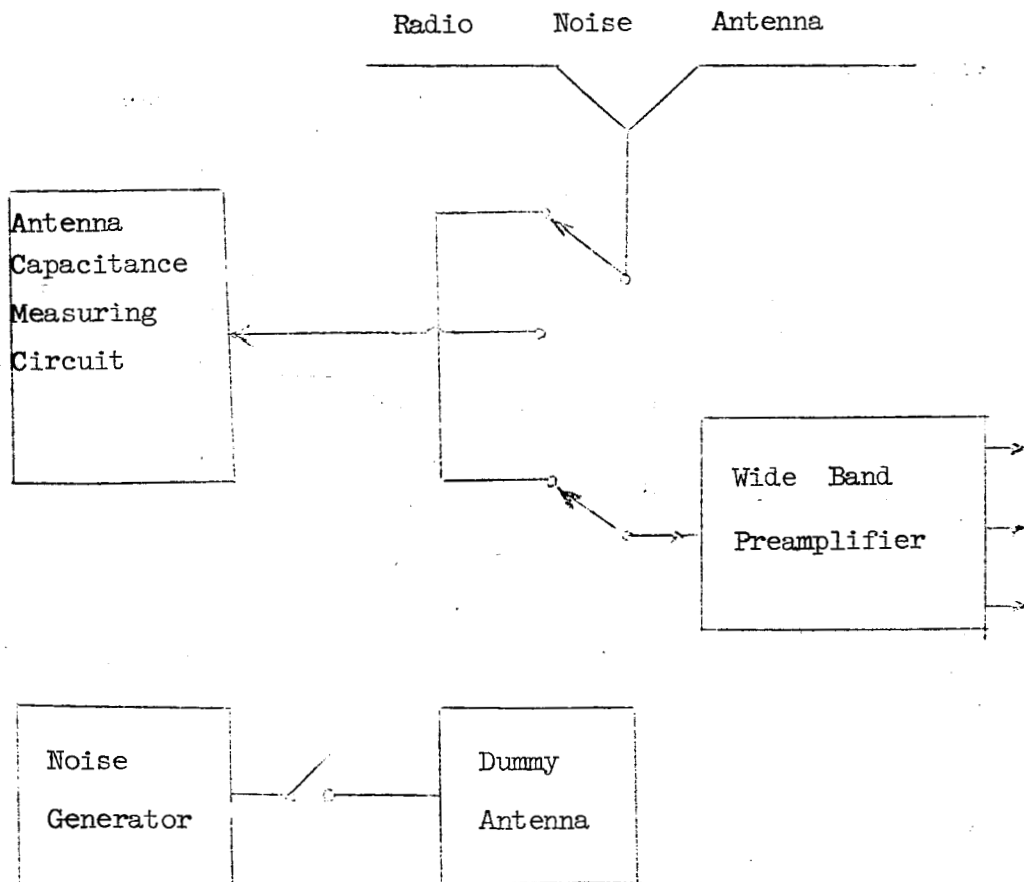 Radio Noise Antenna
Antenna
Capacitance
Measuring
Circuit
Wide Band
Preamplifier
Noise
Generator
Dummy
Antenna